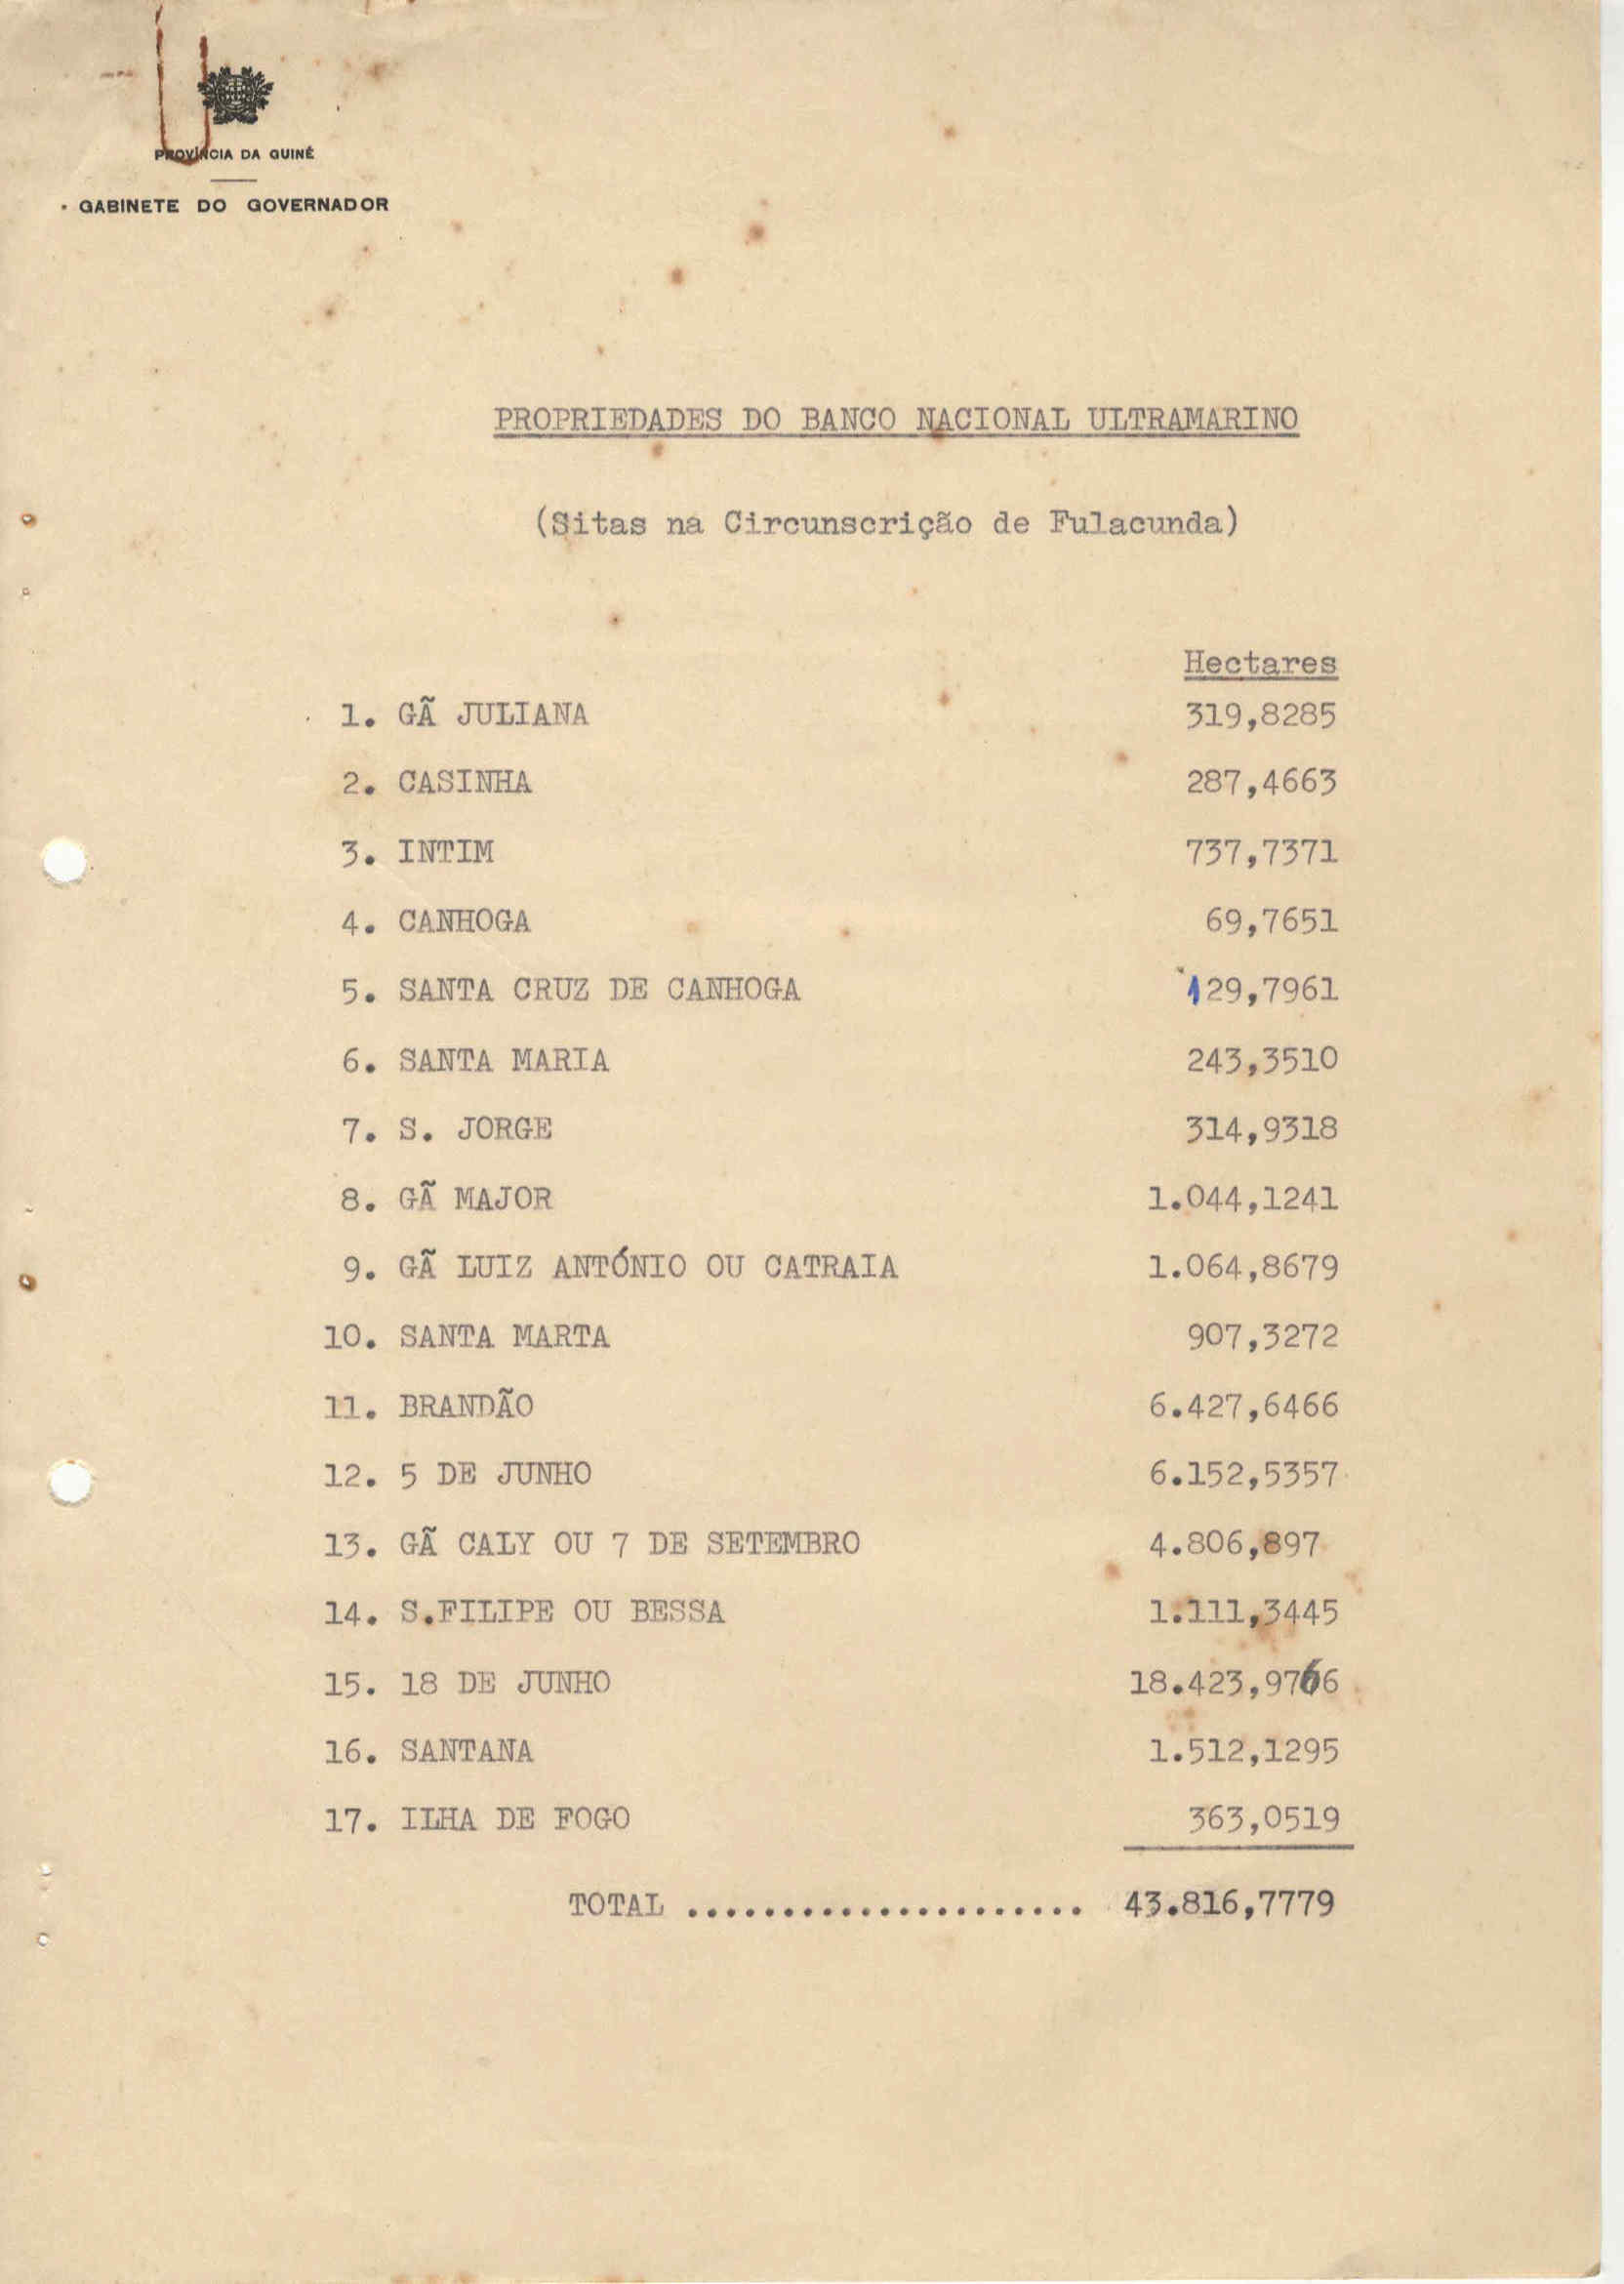 PROVÍNCIA DA GUINÉ
GABINETE DO GOVERNADOR
PROPRIEDADES DO BANCO NACIONAL ULTRAMARINO
(Sitas na Circunscrição de Fulacunda)
Hectares
1. GÃ JULIANA 319,8285
2. CASINHA 287,4663
3. INTIM 737,7371
4. CANHOGA 69,7651
5. SANTA CRUZ DE CANHOGA 129,7961
6. SANTA MARIA 243,3510
7. S. JORGE 314,9318
8. GÃ MAJOR 1.044,1241
9. GÃ LUIZ ANTÓNIO OU CATRAIA 1.064,8679
10. SANTA MARTA 907,3272
11. BRANDÃO 6.427,6466
12. 5 DE JUNHO 6.152,5357
13. GÃ CALY OU 7 DE SETEMBRO 4.806,897
14. S.FILIPE OU BESSA 1.111,3445
15. 18 DE JUNHO 18.423,9766
16. SANTANA 1.512,1295
17. ILHA DE FOGO 363,0519
TOTAL ..................... 43.816,7779